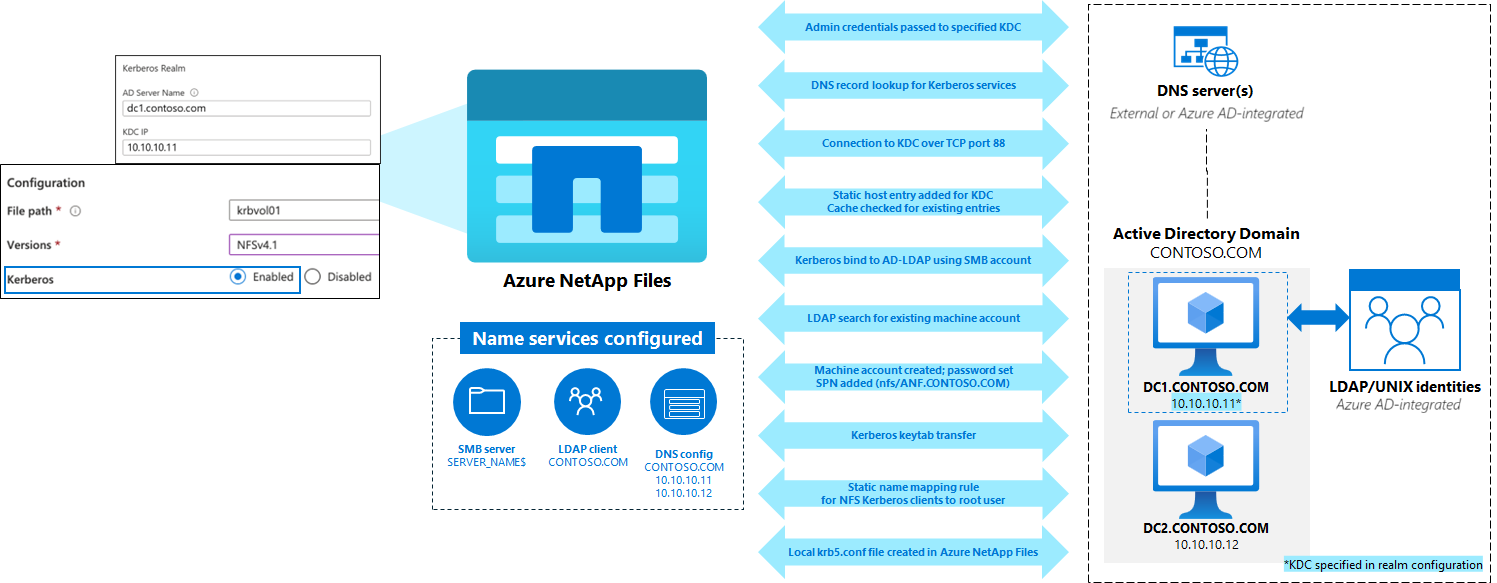 Kerberos Realm
AD Server Name
dc1.contoso.com
KDC IP
10.10.10.11
Configuration
File path *
krbvol01
Versions *
NFSv4.1
Kerberos
Enabled
Disabled
Azure NetApp Files
Name services configured
SMB server
SERVER_NAME$
LDAP client
CONTOSO.COM
DNS config
CONTOSO.COM
10.10.10.11
10.10.10.12
Admin credentials passed to specified KDC
DNS record lookup for Kerberos services
Connection to KDC over TCP port 88
Static host entry added for KDC
Cache checked for existing entries
Kerberos bind to AD-LDAP using SMB account
LDAP search for existing machine account
Machine account created; password set
SPN added (nfs/ANF.CONTOSO.COM)
Kerberos keytab transfer
Static name mapping rule
for NFS Kerberos clients to root user
Local krb5.conf file created in Azure NetApp Files
DNS server(s)
External or Azure AD-integrated
Active Directory Domain
CONTOSO.COM
DC1.CONTOSO.COM
10.10.10.11*
LDAP/UNIX identities
Azure AD-integrated
DC2.CONTOSO.COM
10.10.10.12
*KDC specified in realm configuration